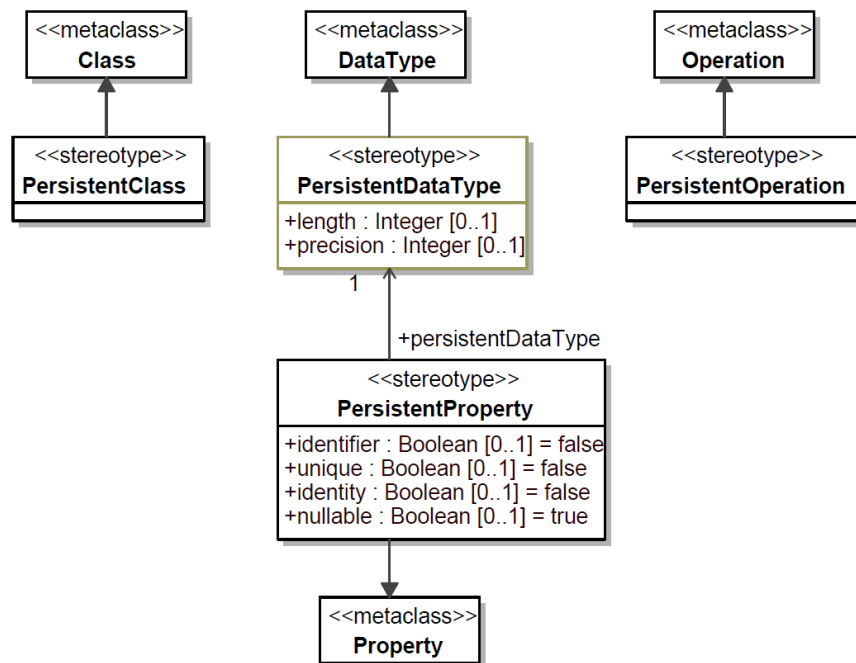 <<metaclass>>
Class
<<metaclass>>
DataType
<<metaclass>>
Operation
<<stereotype>>
PersistentClass
<<stereotype>>
PersistentDataType
+length : Integer [0..1]
+precision : Integer [0..1]
<<stereotype>>
PersistentOperation
1
+persistentDataType
<<stereotype>>
PersistentProperty
+identifier : Boolean [0..1] = false
+unique : Boolean [0..1] = false
+identity : Boolean [0..1] = false
+nullable : Boolean [0..1] = true
<<metaclass>>
Property